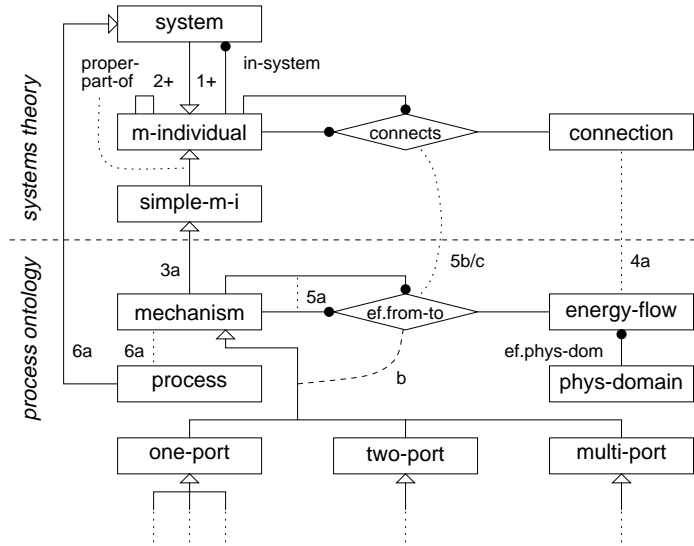 system
proper-
part-of
2+
1+
in-system
m-individual
connects
connection
simple-m-i
systems theory
3a
5b/c
4a
mechanism
5a
ef.from-to
energy-flow
process ontology
6a
6a
process
b
ef.phys-dom
phys-domain
one-port
two-port
multi-port